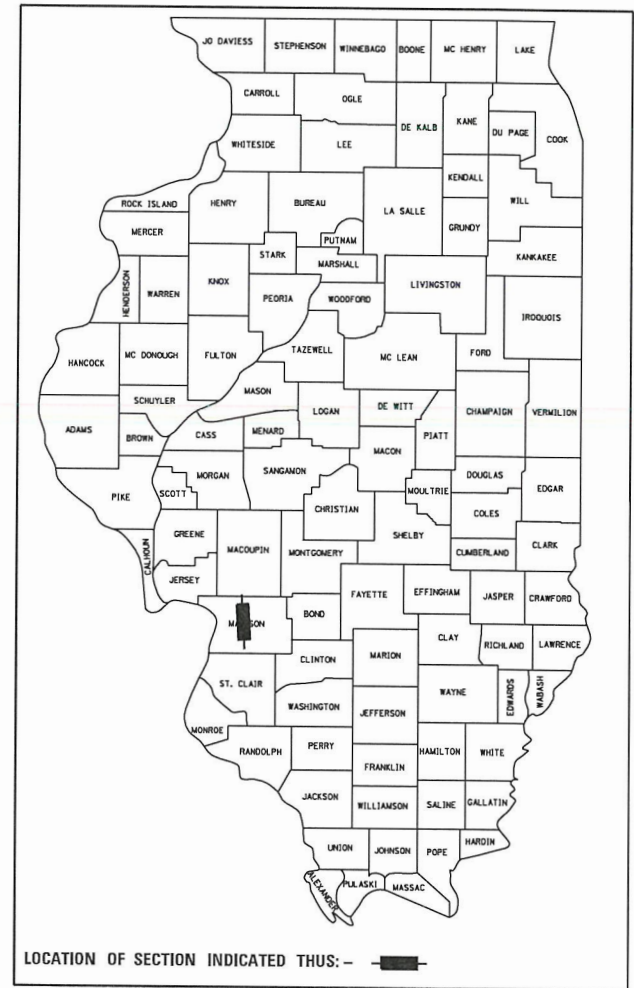 JO DAVIESS STEPHENSON WINNEBAGO BOONE MC HENRY LAKE
CARROLL OGLE DE KALB KANE DU PAGE COOK
WHITESIDE LEE
KENDALL WILL
ROCK ISLAND HENRY BUREAU LA SALLE
MERCER PUTNAM GRUNDY
STARK MARSHALL KANKAKEE
HENDERSON WARREN KNOX PEORIA WOODFORD LIVINGSTON
IROQUOIS
HANCOCK MC DONOUGH FULTON TAZEWELL MC LEAN FORD
MASON
SCHUYLER LOGAN DE WITT CHAMPAIGN VERMILION
ADAMS BROWN CASS MENARD PIATT
MACON
MORGAN SANGAMON DOUGLAS
PIKE SCOTT CHRISTIAN MOULTRIE EDGAR
COLES
GREENE MACOUPIN MONTGOMERY SHELBY
CALHOUN CUMBERLAND CLARK
JERSEY FAYETTE EFFINGHAM JASPER CRAWFORD
BOND
CLAY RICHLAND LAWRENCE
CLINTON MARION
ST. CLAIR WAYNE EDWARDS WABASH
WASHINGTON JEFFERSON
MONROE
RANDOLPH PERRY HAMILTON WHITE
FRANKLIN
JACKSON WILLIAMSON SALINE GALLATIN
UNION JOHNSON POPE HARDIN
ALEXANDER PULASKI MASSAC
LOCATION OF SECTION INDICATED THUS: –